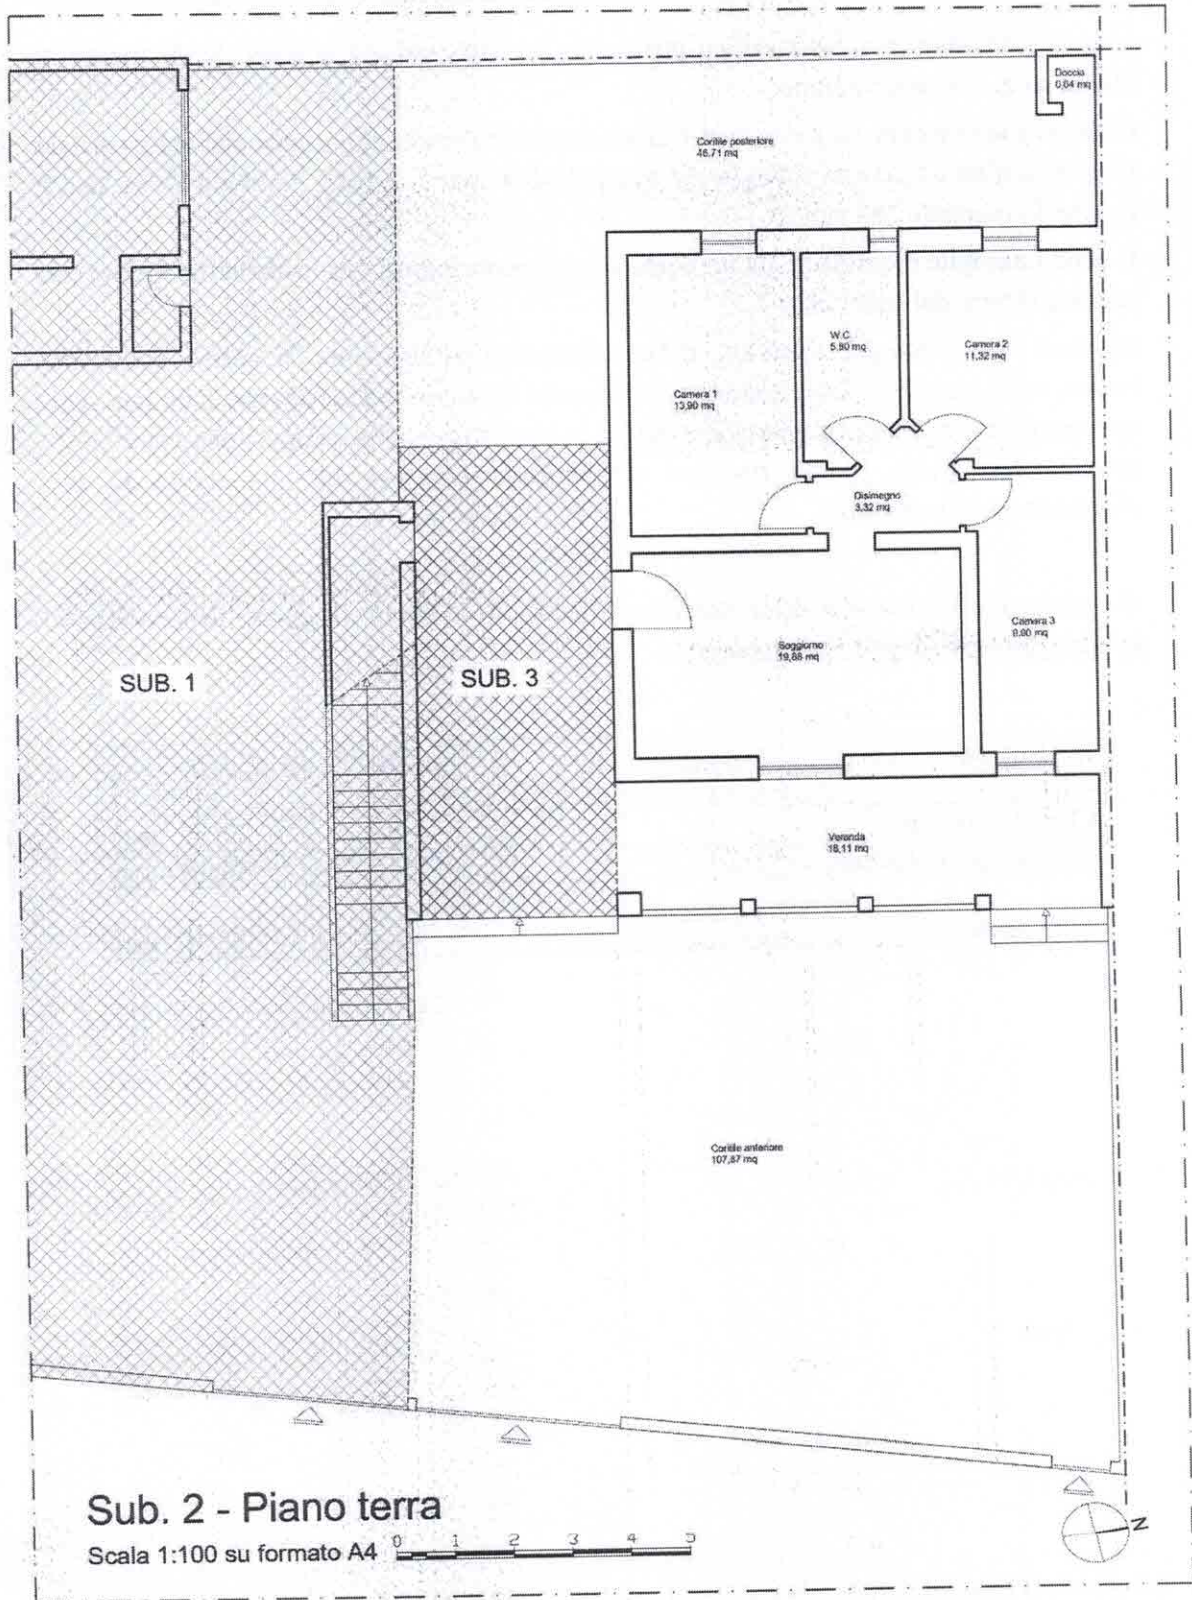 Doccia
0,64 mq
Cortile posteriore
46,71 mq
W.C.
5,80 mq
Camera 2
11,32 mq
Camera 1
13,90 mq
Disimegno
3,32 mq
Camera 3
9,80 mq
Soggiorno
19,88 mq
SUB. 1
SUB. 3
Veranda
18,11 mq
Cortile anteriore
107,87 mq
Sub. 2 - Piano terra
Scala 1:100 su formato A4
0 1 2 3 4 5
N